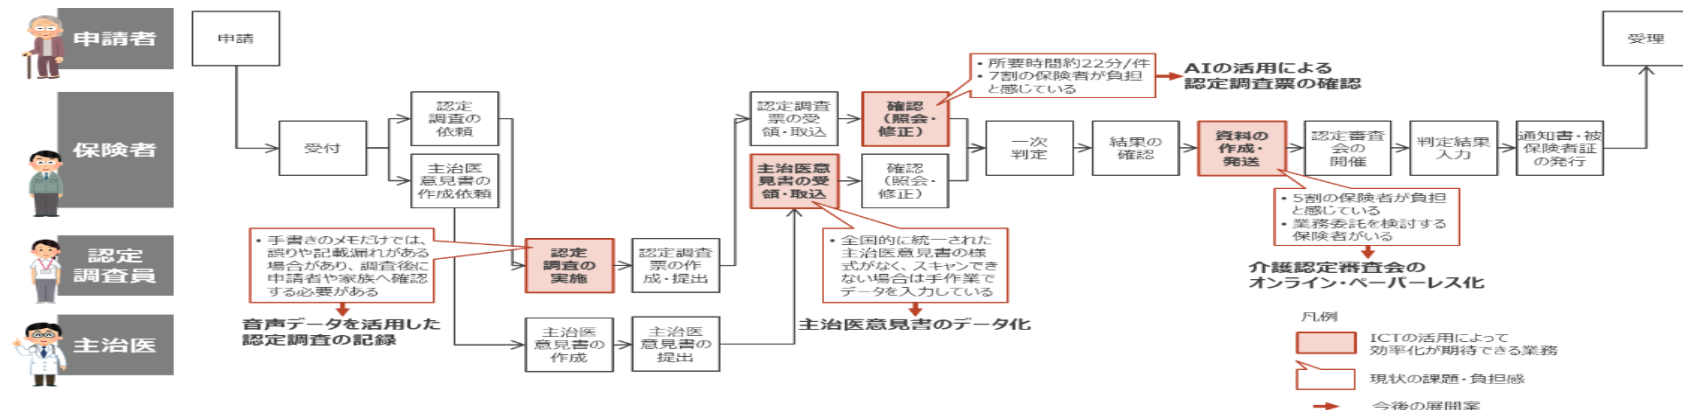 申請者
申請
受理
保険者
受付
認定
調査の
依頼
主治医
意見書の
作成依頼
認定調査
票の受
領・取込
確認
（照会・
修正）
・所要時間約22分/件
・7割の保険者が負担
と感じている
AIの活用による
認定調査票の確認
主治医意
見書の受
領・取込
確認
（照会・
修正）
一次
判定
結果の
確認
資料の
作成・
発送
認定審査
会の
開催
判定結果
入力
通知書・被
保険者証
の発行
・5割の保険者が負担
と感じている
・業務委託を検討する
保険者がいる
介護認定審査会の
オンライン・ペーパーレス化
認定
調査員
・手書きのメモだけでは、
誤りや記載漏れがある
場合があり、調査後に
申請者や家族へ確認
する必要がある
音声データを活用した
認定調査の記録
認定
調査の
実施
認定調査
票の作
成・提出
・全国的に統一された
主治医意見書の様
式がなく、スキャンでき
ない場合は手作業で
データを入力している
主治医意見書のデータ化
主治医
主治医
意見書の
作成
主治医
意見書の
提出
凡例
ICTの活用によって
効率化が期待できる業務
現状の課題・負担感
今後の展開案